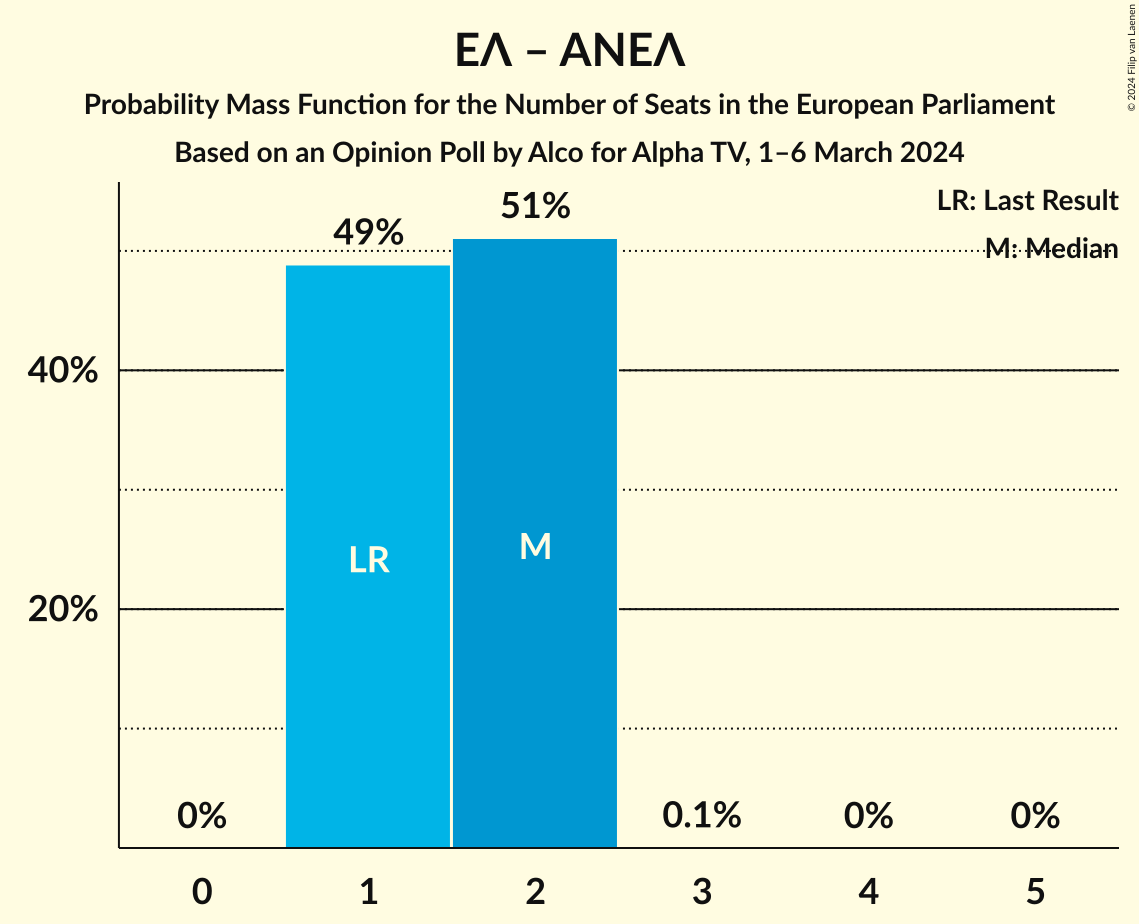 ΕΛ – ΑΝΕΛ
Probability Mass Function for the Number of Seats in the European Parliament
Based on an Opinion Poll by Alco for Alpha TV, 1–6 March 2024
© 2024 Filip van Laenen
LR: Last Result
M: Median
49%
51%
40%
20%
LR
M
0%
0.1%
0%
0%
0
1
2
3
4
5